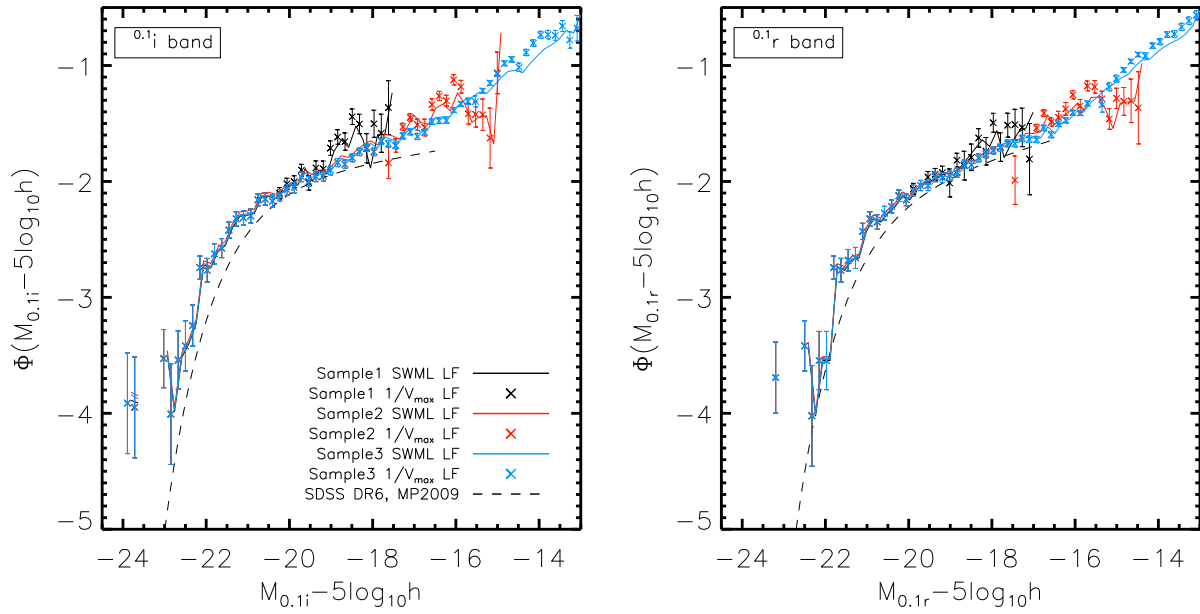 0.1i band
0.1r band
Φ(M0.1i−5log10h)
−1
−2
−3
−4
−5
Sample1 SWML LF
Sample1 1/Vmax LF
Sample2 SWML LF
Sample2 1/Vmax LF
Sample3 SWML LF
Sample3 1/Vmax LF
SDSS DR6, MP2009
−24 −22 −20 −18 −16 −14
M0.1i−5log10h
Φ(M0.1r−5log10h)
−1
−2
−3
−4
−5
−24 −22 −20 −18 −16 −14
M0.1r−5log10h